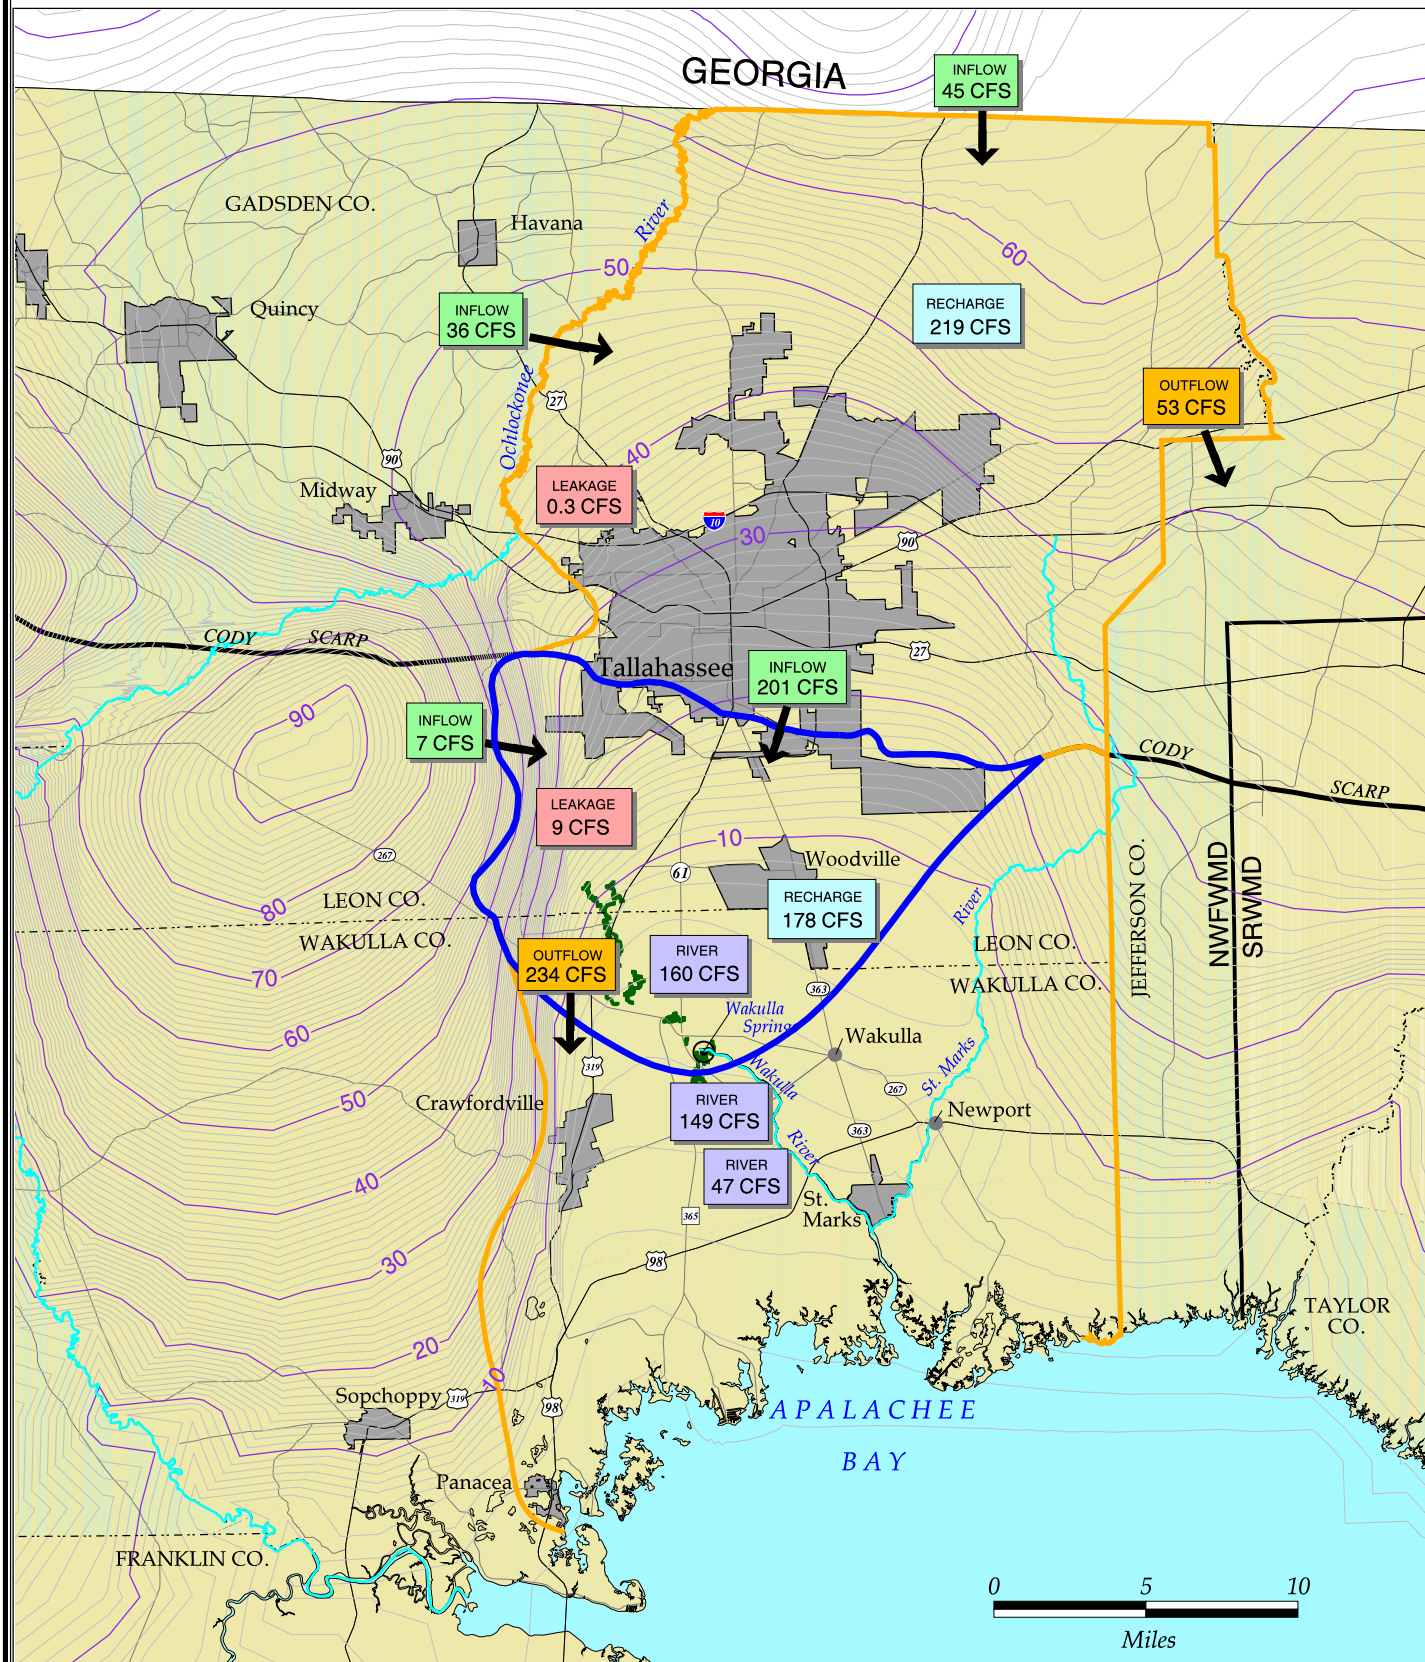 GEORGIA
INFLOW
45 CFS
GADSDEN CO.
Havana
River
50
60
Quincy
INFLOW
36 CFS
RECHARGE
219 CFS
OUTFLOW
53 CFS
27
Ochlockonee
40
90
Midway
LEAKAGE
0.3 CFS
10
30
90
CODY
SCARP
27
Tallahassee
INFLOW
201 CFS
90
INFLOW
7 CFS
CODY
SCARP
LEAKAGE
9 CFS
10
267
Woodville
61
NWFWMD
SRWMD
JEFFERSON CO.
80
LEON CO.
RECHARGE
178 CFS
River
WAKULLA CO.
LEON CO.
OUTFLOW
234 CFS
RIVER
160 CFS
70
363
WAKULLA CO.
Wakulla
Springs
60
Wakulla
319
Wakulla
St. Marks
267
50
Crawfordville
RIVER
149 CFS
Newport
363
River
RIVER
47 CFS
40
St.
Marks
365
30
98
TAYLOR
CO.
20
10
Sopchoppy
319
98
APALACHEE
BAY
Panacea
FRANKLIN CO.
0 5 10
Miles